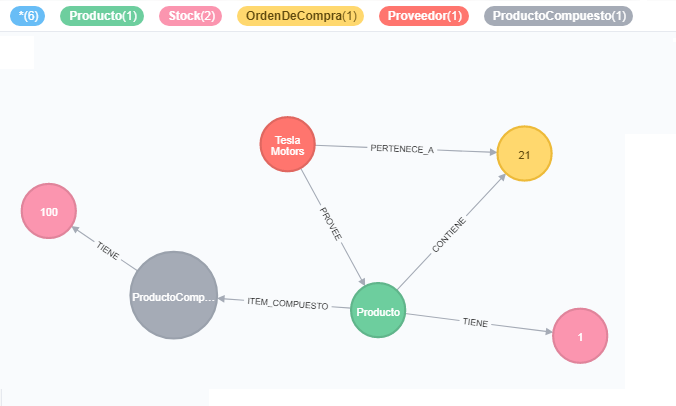 *(6) Producto(1) Stock(2) OrdenDeCompra(1) Proveedor(1) ProductoCompuesto(1)
Tesla
Motors
PERTENECE_A
21
100
PROVEE
CONTIENE
TIENE
ProductoComp...
ITEM_COMPUESTO
Producto
TIENE
1